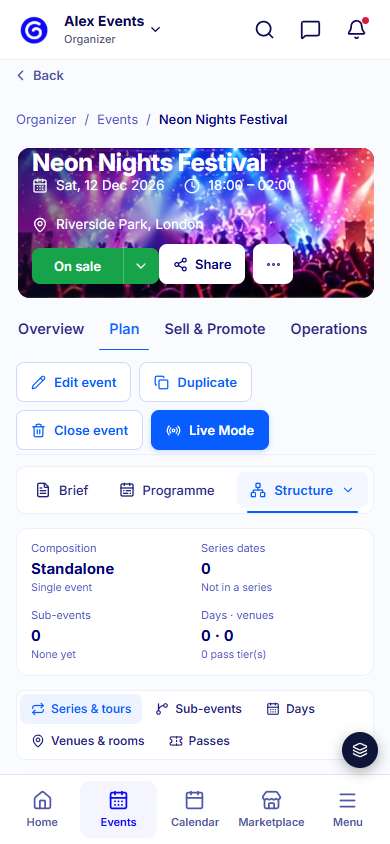 Alex Events
Organizer
Back
Organizer / Events / Neon Nights Festival
Neon Nights Festival
Sat, 12 Dec 2026 18:00 – 02:00
Riverside Park, London
On sale Share
Overview Plan Sell & Promote Operations
Edit event Duplicate
Close event Live Mode
Brief Programme Structure
Composition Series dates
Standalone 0
Single event Not in a series
Sub-events Days · venues
0 0 · 0
None yet 0 pass tier(s)
Series & tours Sub-events Days
Venues & rooms Passes
Home Events Calendar Marketplace Menu